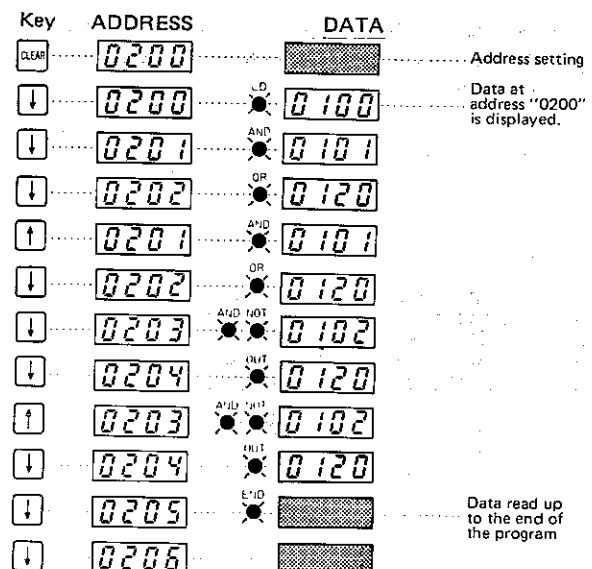 Key ADDRESS DATA
CLEAR 0200 Address setting
↓ 0200 LD 0100 Data at
address "0200"
is displayed.
↓ 0201 AND 0101
↓ 0202 OR 0120
↑ 0201 AND 0101
↓ 0202 OR 0120
↓ 0203 AND NOT 0102
↓ 0204 OUT 0120
↑ 0203 AND NOT 0102
↓ 0204 OUT 0120
↓ 0205 END Data read up
to the end of
the program
↓ 0206